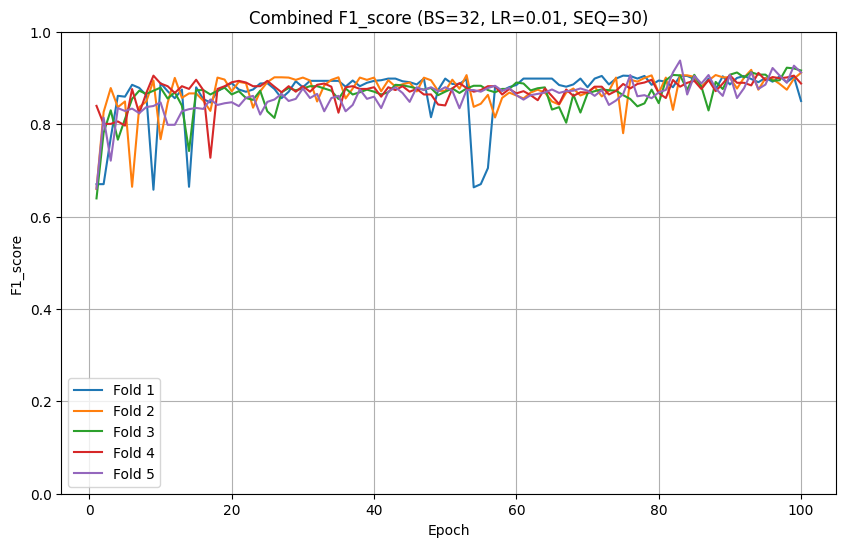 Combined F1_score (BS=32, LR=0.01, SEQ=30)
1.0
0.8
0.6
0.4
0.2
0.0
F1_score
Fold 1
Fold 2
Fold 3
Fold 4
Fold 5
0 20 40 60 80 100
Epoch